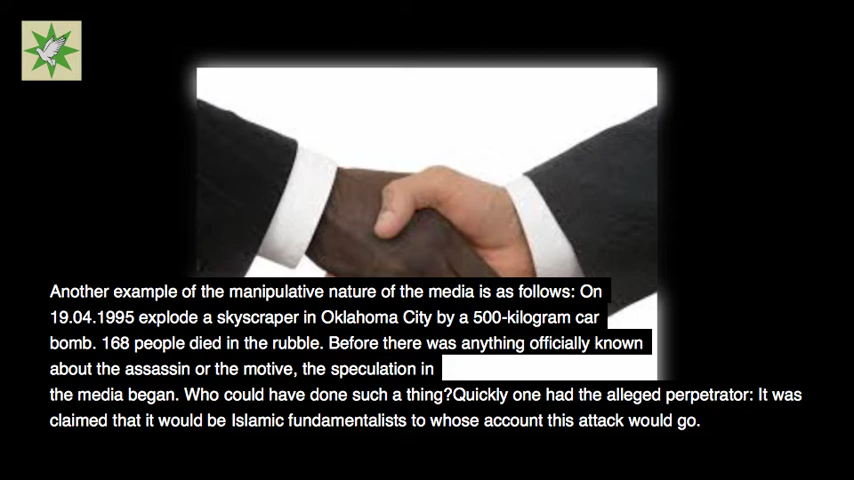 Another example of the manipulative nature of the media is as follows: On
19.04.1995 explode a skyscraper in Oklahoma City by a 500-kilogram car
bomb. 168 people died in the rubble. Before there was anything officially known
about the assassin or the motive, the speculation in
the media began. Who could have done such a thing?Quickly one had the alleged perpetrator: It was
claimed that it would be Islamic fundamentalists to whose account this attack would go.